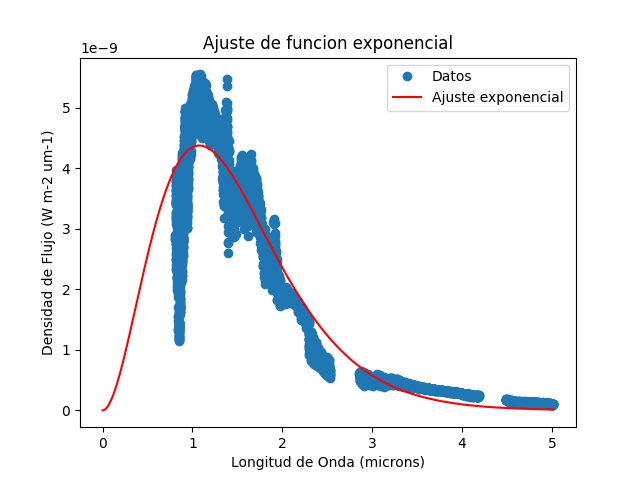 Ajuste de funcion exponencial
1e−9
Datos
Ajuste exponencial
5
4
3
2
1
0
Densidad de Flujo (W m-2 um-1)
0 1 2 3 4 5
Longitud de Onda (microns)